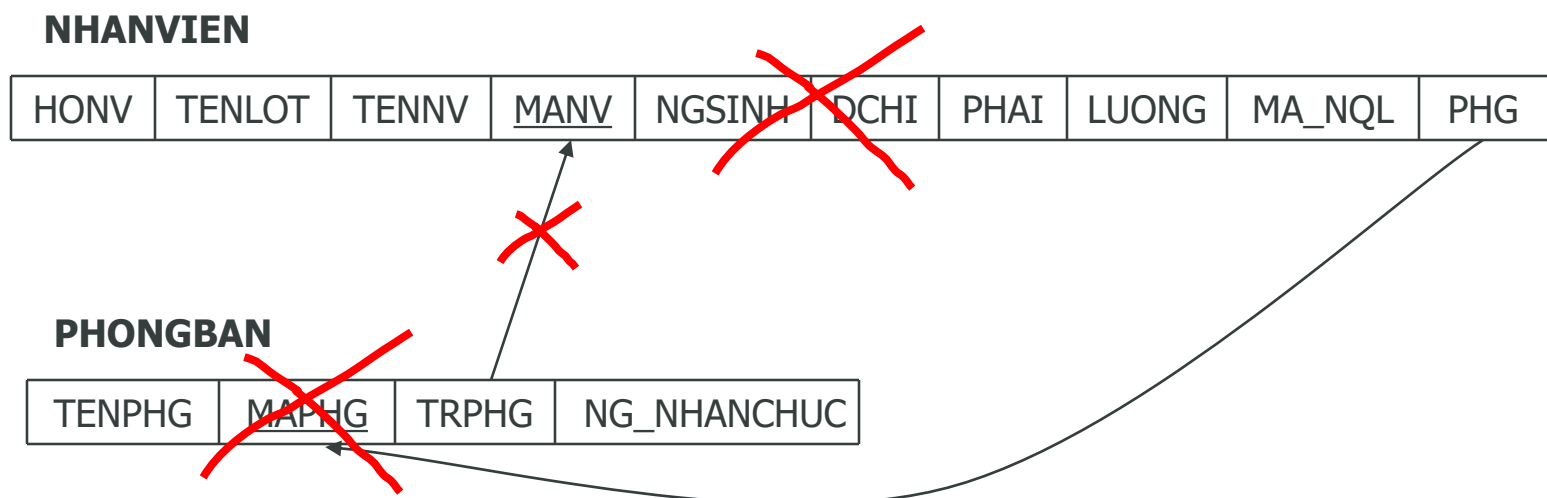 NHANVIEN
HONV TENLOT TENNV MANV NGSINH DCHI PHAI LUONG MA_NQL PHG
PHONGBAN
TENPHG MAPHG TRPHG NG_NHANCHUC